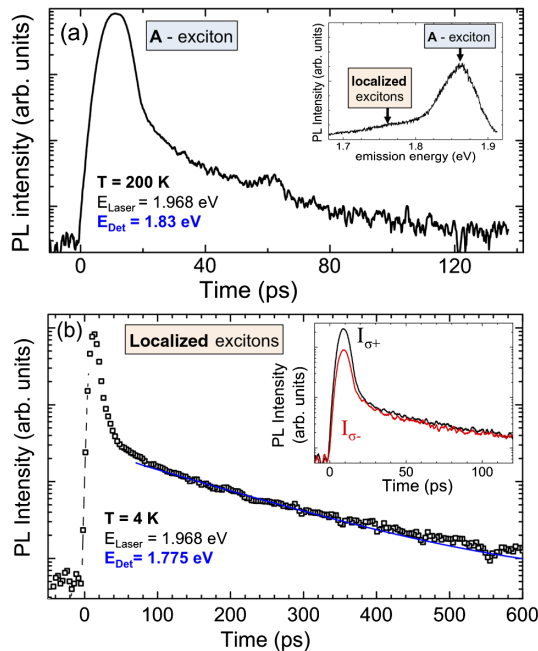 (a)
A - exciton
PL intensity (arb. units)
T = 200 K
E_Laser = 1.968 eV
E_Det = 1.83 eV
0 40 80 120
Time (ps)
PL Intensity (arb. units)
A - exciton
localized
excitons
1.7 1.8 1.9
emission energy (eV)
(b)
Localized excitons
PL Intensity (arb. units)
T = 4 K
E_Laser = 1.968 eV
E_Det = 1.775 eV
PL Intensity
(arb. units)
I_σ+
I_σ-
0 50 100
Time (ps)
0 100 200 300 400 500 600
Time (ps)